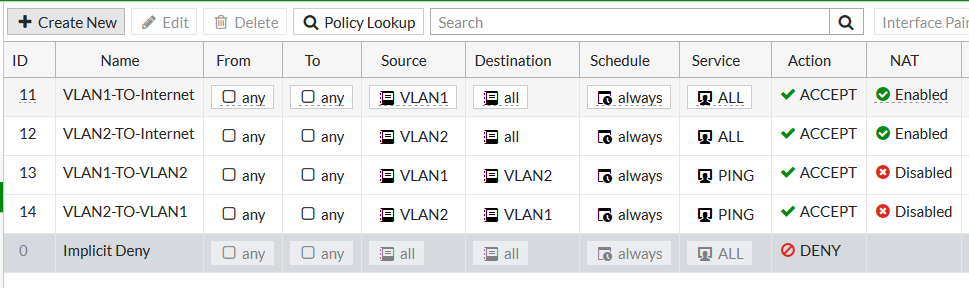 Create New Edit Delete Policy Lookup Search Interface Pair
ID Name From To Source Destination Schedule Service Action NAT
11 VLAN1-TO-Internet any any VLAN1 all always ALL ACCEPT Enabled
12 VLAN2-TO-Internet any any VLAN2 all always ALL ACCEPT Enabled
13 VLAN1-TO-VLAN2 any any VLAN1 VLAN2 always PING ACCEPT Disabled
14 VLAN2-TO-VLAN1 any any VLAN2 VLAN1 always PING ACCEPT Disabled
0 Implicit Deny any any all all always ALL DENY